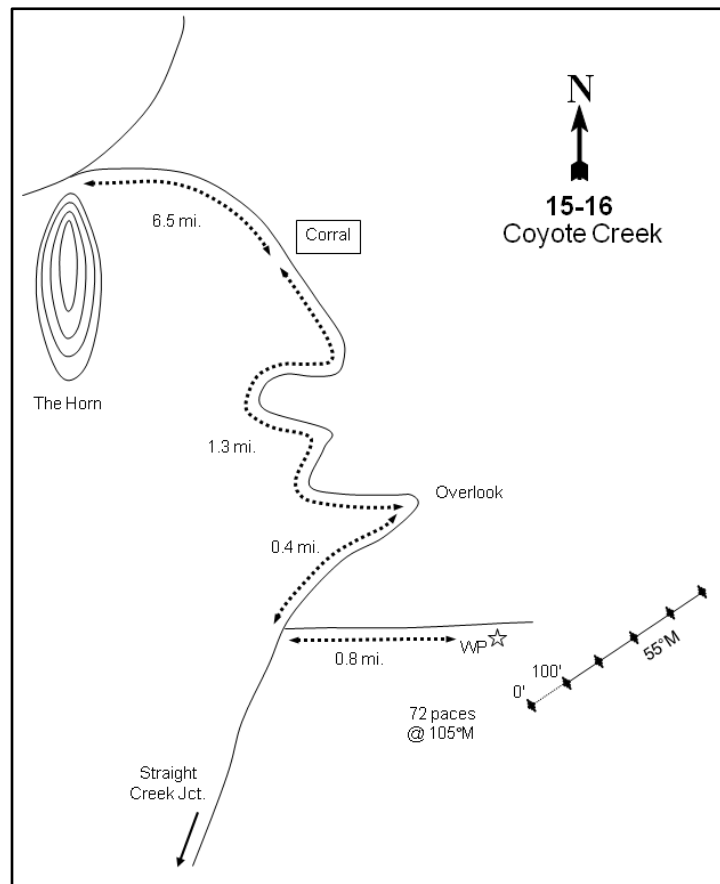 N
15-16
Coyote Creek
6.5 mi.
Corral
The Horn
1.3 mi.
Overlook
0.4 mi.
0.8 mi.
WP
55°M
100'
0'
72 paces
@ 105°M
Straight
Creek Jct.